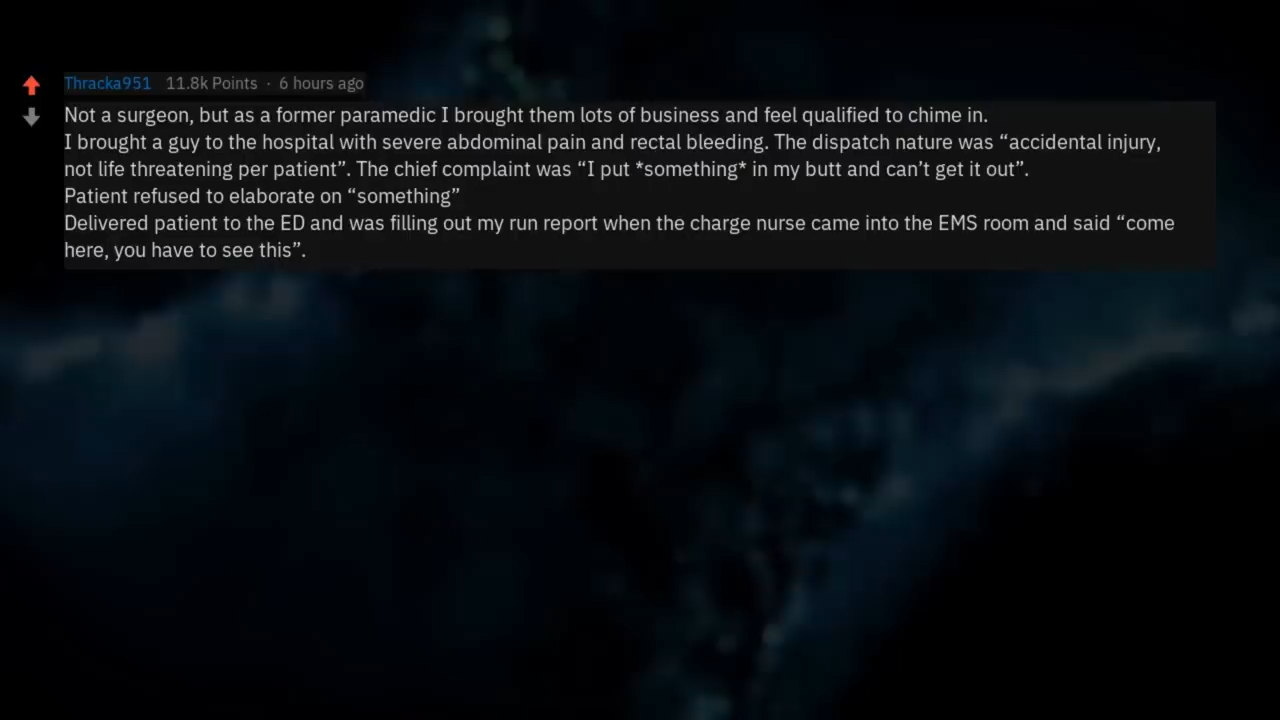 Thracka951 11.8k Points · 6 hours ago
Not a surgeon, but as a former paramedic I brought them lots of business and feel qualified to chime in.
I brought a guy to the hospital with severe abdominal pain and rectal bleeding. The dispatch nature was “accidental injury,
not life threatening per patient”. The chief complaint was “I put *something* in my butt and can’t get it out”.
Patient refused to elaborate on “something”
Delivered patient to the ED and was filling out my run report when the charge nurse came into the EMS room and said “come
here, you have to see this”.